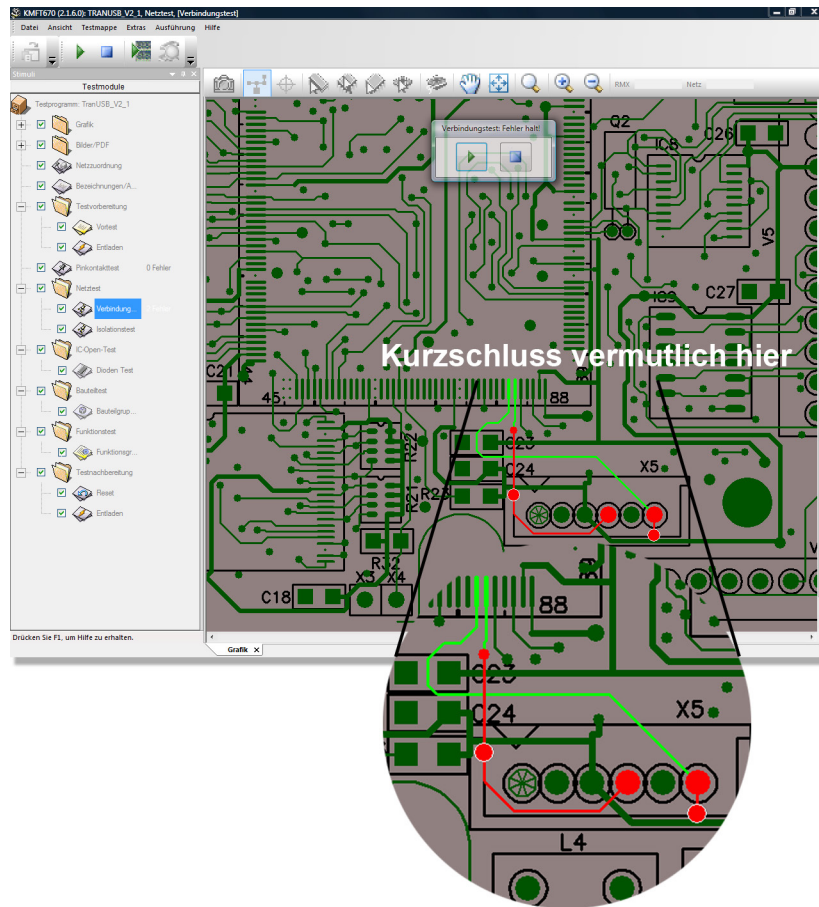 KMFT670 (2.1.6.0): TRANUSB_V2_1, Netztest, [Verbindungstest]
Datei Ansicht Testmappe Extras Ausführung Hilfe
Stimuli
Testmodule
Testprogramm: TranUSB_V2_1
Grafik
Bilder/PDF
Netzzuordnung
Bezeichnungen/A...
Testvorbereitung
Vortest
Entladen
Pinkontakttest 0 Fehler
Netztest
Verbindung...
Isolationstest
IC-Open-Test
Dioden Test
Bauteiltest
Bauteilgrup...
Funktionstest
Funktionsgr...
Testnachbereitung
Reset
Entladen
Drücken Sie F1, um Hilfe zu erhalten.
RMX Netz
Verbindungstest: Fehler halt!
Q2
IC5
C26
V5
C27
Kurzschluss vermutlich hier
C21
45
88
89
R22
C23
C24
R23
X5
R21
R32
X3 X4
C18
Grafik X
88
C23
C24
X5
L4